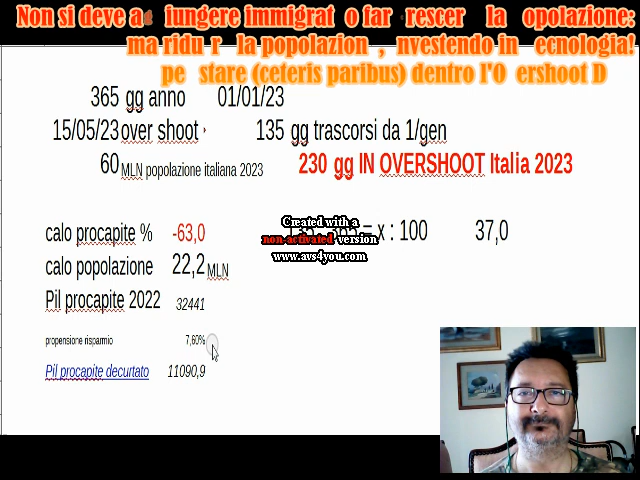 Non si deve a iungere immigrat o far rescer la opolazione:
ma ridu r la popolazion , nvestendo in ecnologia!
pe stare (ceteris paribus) dentro l'O ershoot D
365 gg anno 01/01/23
15/05/23 over shoot 135 gg trascorsi da 1/gen
60 MLN popolazione italiana 2023 230 gg IN OVERSHOOT Italia 2023
Created with a
non-activated version
www.avs4you.com
calo procapite % -63,0 = x : 100 37,0
calo popolazione 22,2 MLN
Pil procapite 2022 32441
propensione risparmio 7,60%
Pil procapite decurtato 11090,9